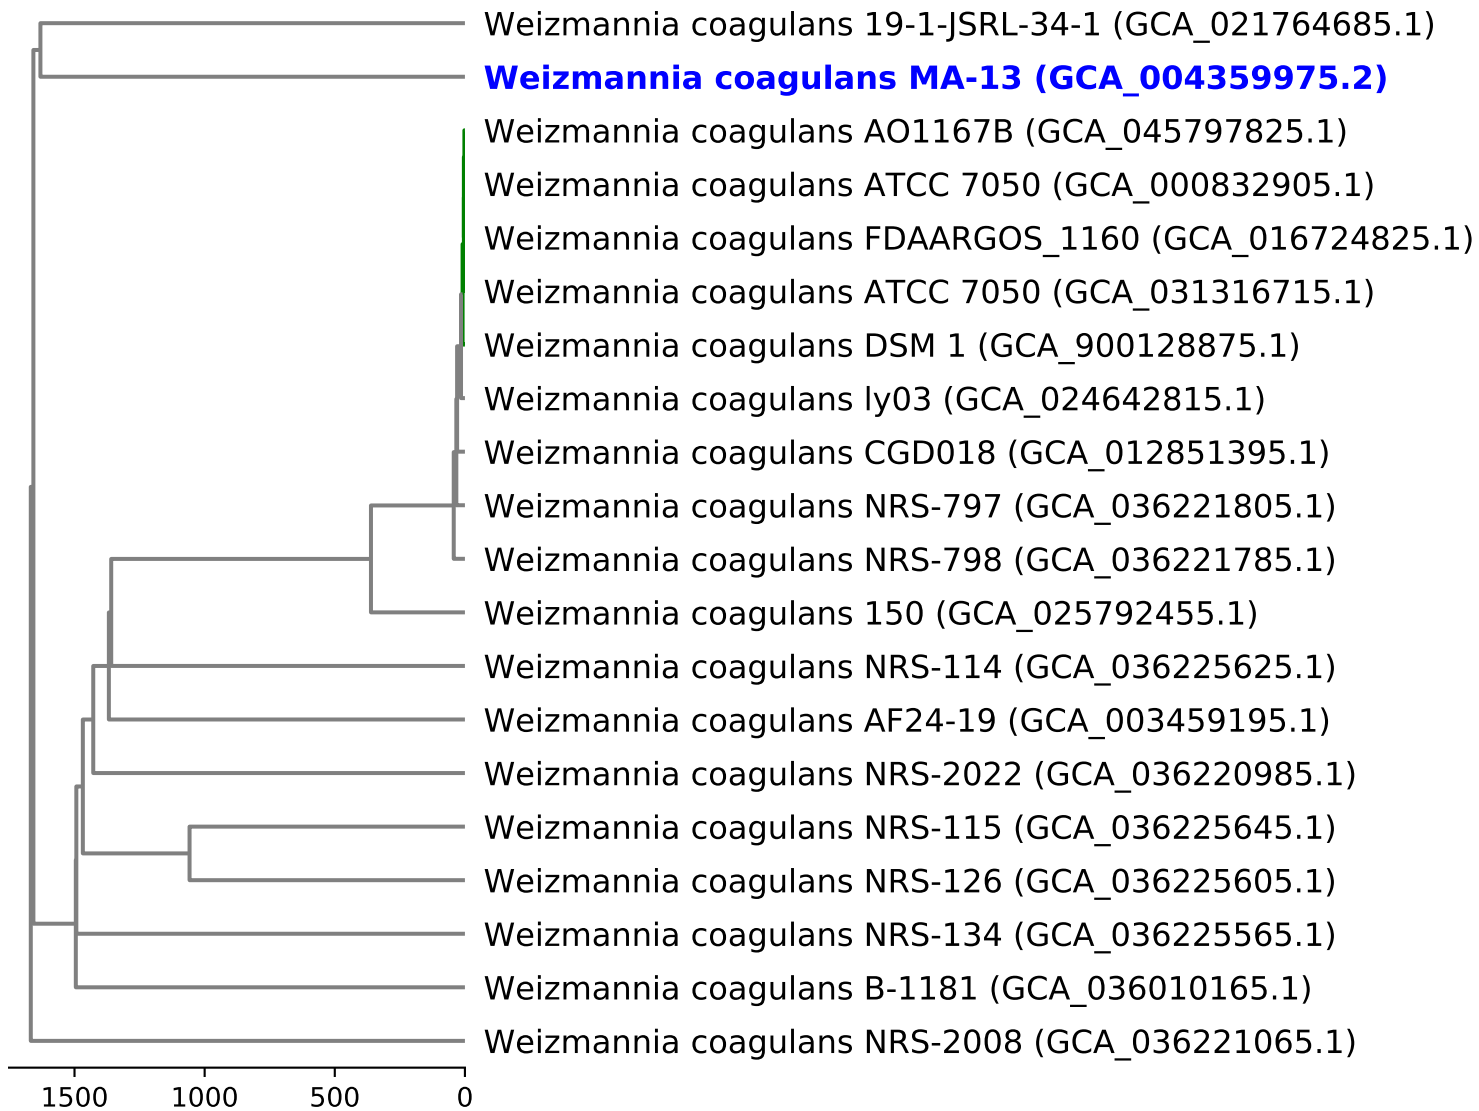 Weizmannia coagulans 19-1-JSRL-34-1 (GCA_021764685.1)
Weizmannia coagulans MA-13 (GCA_004359975.2)
Weizmannia coagulans AO1167B (GCA_045797825.1)
Weizmannia coagulans ATCC 7050 (GCA_000832905.1)
Weizmannia coagulans FDAARGOS_1160 (GCA_016724825.1)
Weizmannia coagulans ATCC 7050 (GCA_031316715.1)
Weizmannia coagulans DSM 1 (GCA_900128875.1)
Weizmannia coagulans ly03 (GCA_024642815.1)
Weizmannia coagulans CGD018 (GCA_012851395.1)
Weizmannia coagulans NRS-797 (GCA_036221805.1)
Weizmannia coagulans NRS-798 (GCA_036221785.1)
Weizmannia coagulans 150 (GCA_025792455.1)
Weizmannia coagulans NRS-114 (GCA_036225625.1)
Weizmannia coagulans AF24-19 (GCA_003459195.1)
Weizmannia coagulans NRS-2022 (GCA_036220985.1)
Weizmannia coagulans NRS-115 (GCA_036225645.1)
Weizmannia coagulans NRS-126 (GCA_036225605.1)
Weizmannia coagulans NRS-134 (GCA_036225565.1)
Weizmannia coagulans B-1181 (GCA_036010165.1)
Weizmannia coagulans NRS-2008 (GCA_036221065.1)
1500 1000 500 0